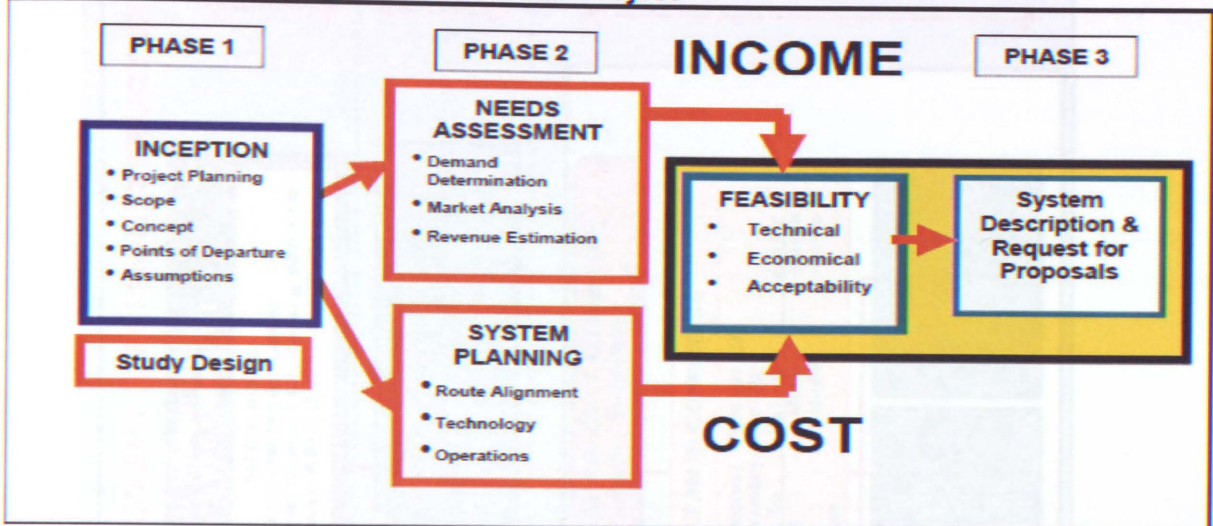 PHASE 1
PHASE 2
INCOME
PHASE 3
INCEPTION
• Project Planning
• Scope
• Concept
• Points of Departure
• Assumptions
Study Design
NEEDS
ASSESSMENT
• Demand
Determination
• Market Analysis
• Revenue Estimation
SYSTEM
PLANNING
• Route Alignment
• Technology
• Operations
FEASIBILITY
• Technical
• Economical
• Acceptability
System
Description &
Request for
Proposals
COST